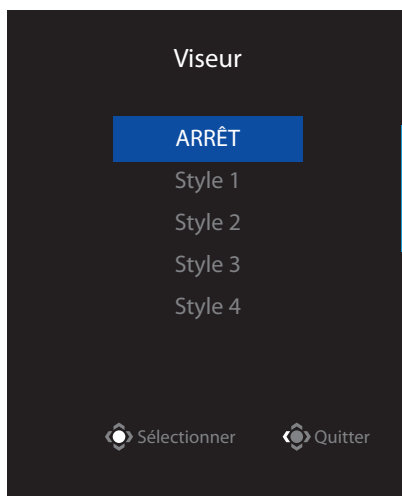 Viseur
ARRÊT
Style 1
Style 2
Style 3
Style 4
Sélectionner Quitter